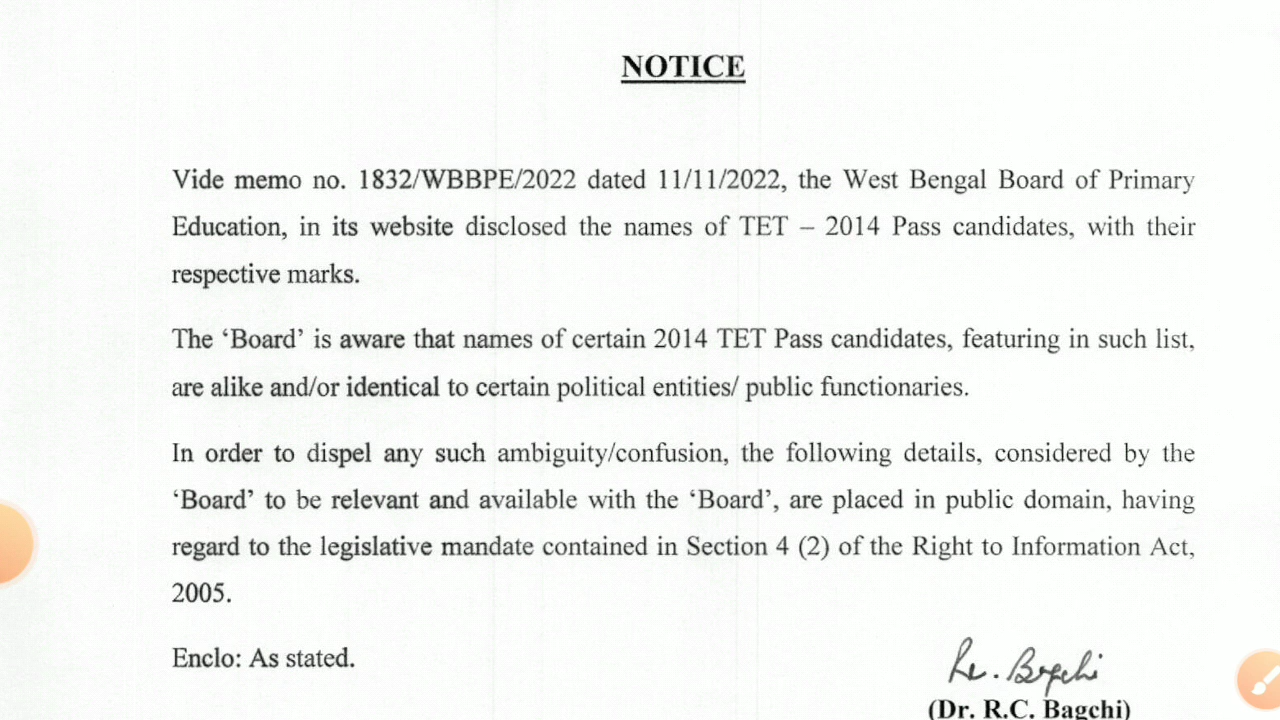 NOTICE
Vide memo no. 1832/WBBPE/2022 dated 11/11/2022, the West Bengal Board of Primary
Education, in its website disclosed the names of TET – 2014 Pass candidates, with their
respective marks.
The ‘Board’ is aware that names of certain 2014 TET Pass candidates, featuring in such list,
are alike and/or identical to certain political entities/ public functionaries.
In order to dispel any such ambiguity/confusion, the following details, considered by the
‘Board’ to be relevant and available with the ‘Board’, are placed in public domain, having
regard to the legislative mandate contained in Section 4 (2) of the Right to Information Act,
2005.
Enclo: As stated.
Rc. Bagchi
(Dr. R.C. Bagchi)